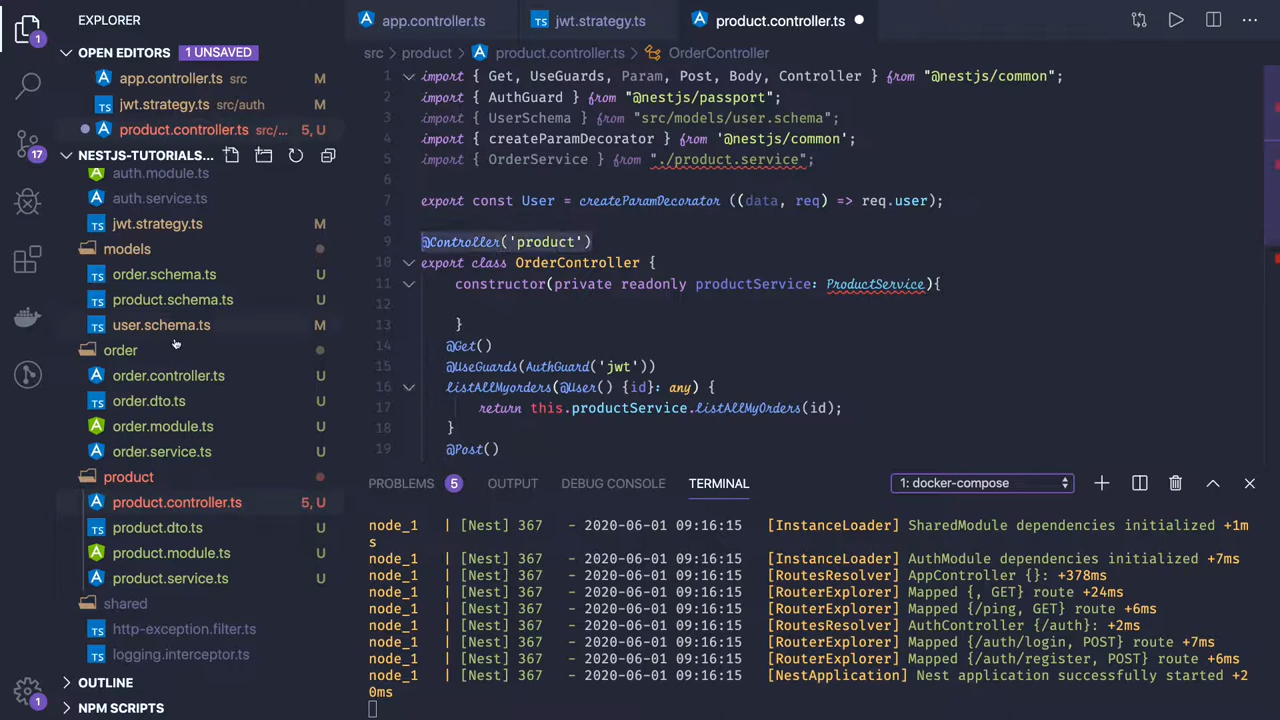 EXPLORER
OPEN EDITORS 1 UNSAVED
app.controller.ts src M
jwt.strategy.ts src/auth M
product.controller.ts src/... 5, U
NESTJS-TUTORIALS...
auth.module.ts
auth.service.ts
jwt.strategy.ts M
models
order.schema.ts U
product.schema.ts U
user.schema.ts M
order
order.controller.ts U
order.dto.ts U
order.module.ts U
order.service.ts U
product
product.controller.ts 5, U
product.dto.ts U
product.module.ts U
product.service.ts U
shared
http-exception.filter.ts
logging.interceptor.ts
OUTLINE
NPM SCRIPTS
1
17
1
app.controller.ts TS jwt.strategy.ts product.controller.ts
src › product › product.controller.ts › OrderController
1 import { Get, UseGuards, Param, Post, Body, Controller } from "@nestjs/common";
2 import { AuthGuard } from "@nestjs/passport";
3 import { UserSchema } from "src/models/user.schema";
4 import { createParamDecorator } from '@nestjs/common';
5 import { OrderService } from "./product.service";
6
7 export const User = createParamDecorator ((data, req) => req.user);
8
9 @Controller('product')
10 export class OrderController {
11 constructor(private readonly productService: ProductService){
12
13 }
14 @Get()
15 @UseGuards(AuthGuard('jwt'))
16 listAllMyorders(@User() {id}: any) {
17 return this.productService.listAllMyOrders(id);
18 }
19 @Post()
PROBLEMS 5 OUTPUT DEBUG CONSOLE TERMINAL 1: docker-compose
node_1 | [Nest] 367 - 2020-06-01 09:16:15 [InstanceLoader] SharedModule dependencies initialized +1m
s
node_1 | [Nest] 367 - 2020-06-01 09:16:15 [InstanceLoader] AuthModule dependencies initialized +7ms
node_1 | [Nest] 367 - 2020-06-01 09:16:15 [RoutesResolver] AppController {}: +378ms
node_1 | [Nest] 367 - 2020-06-01 09:16:15 [RouterExplorer] Mapped {, GET} route +24ms
node_1 | [Nest] 367 - 2020-06-01 09:16:15 [RouterExplorer] Mapped {/ping, GET} route +6ms
node_1 | [Nest] 367 - 2020-06-01 09:16:15 [RoutesResolver] AuthController {/auth}: +2ms
node_1 | [Nest] 367 - 2020-06-01 09:16:15 [RouterExplorer] Mapped {/auth/login, POST} route +7ms
node_1 | [Nest] 367 - 2020-06-01 09:16:15 [RouterExplorer] Mapped {/auth/register, POST} route +6ms
node_1 | [Nest] 367 - 2020-06-01 09:16:15 [NestApplication] Nest application successfully started +2
0ms